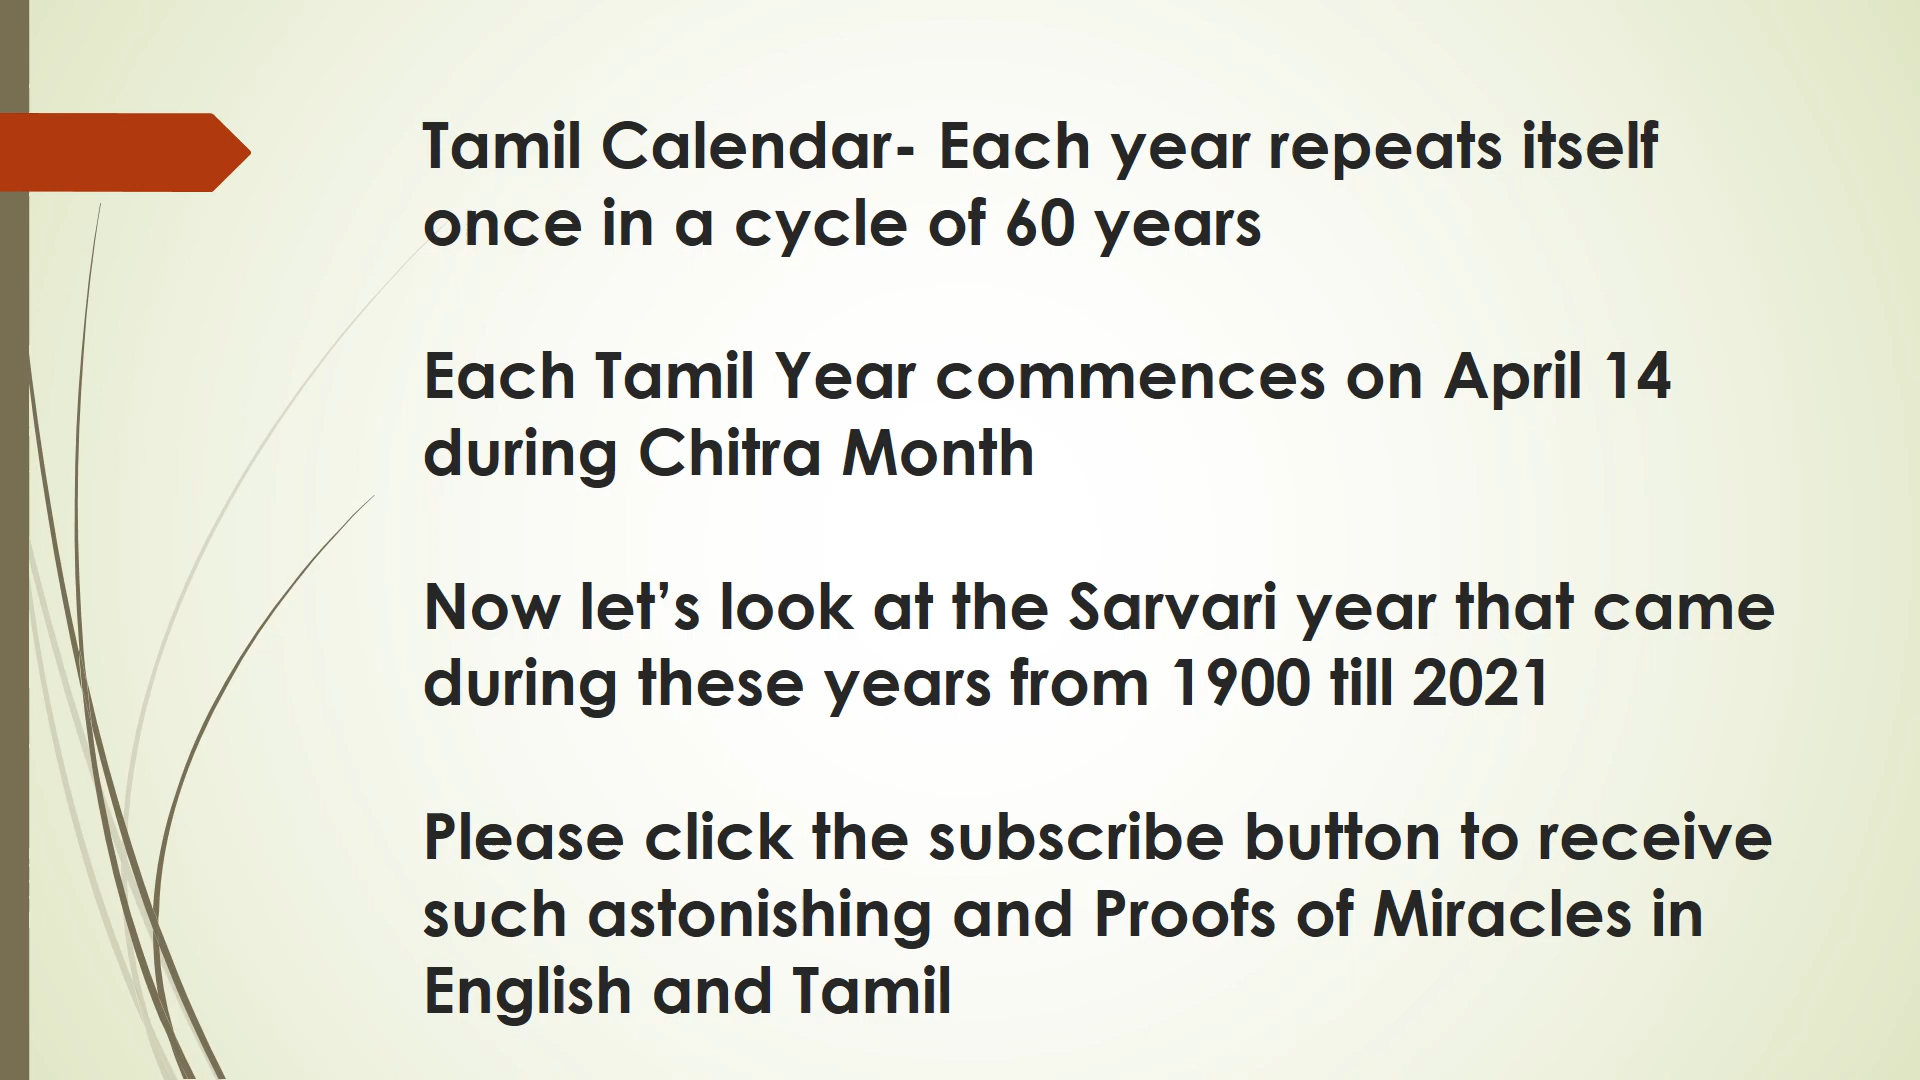 Tamil Calendar- Each year repeats itself
once in a cycle of 60 years
Each Tamil Year commences on April 14
during Chitra Month
Now let’s look at the Sarvari year that came
during these years from 1900 till 2021
Please click the subscribe button to receive
such astonishing and Proofs of Miracles in
English and Tamil